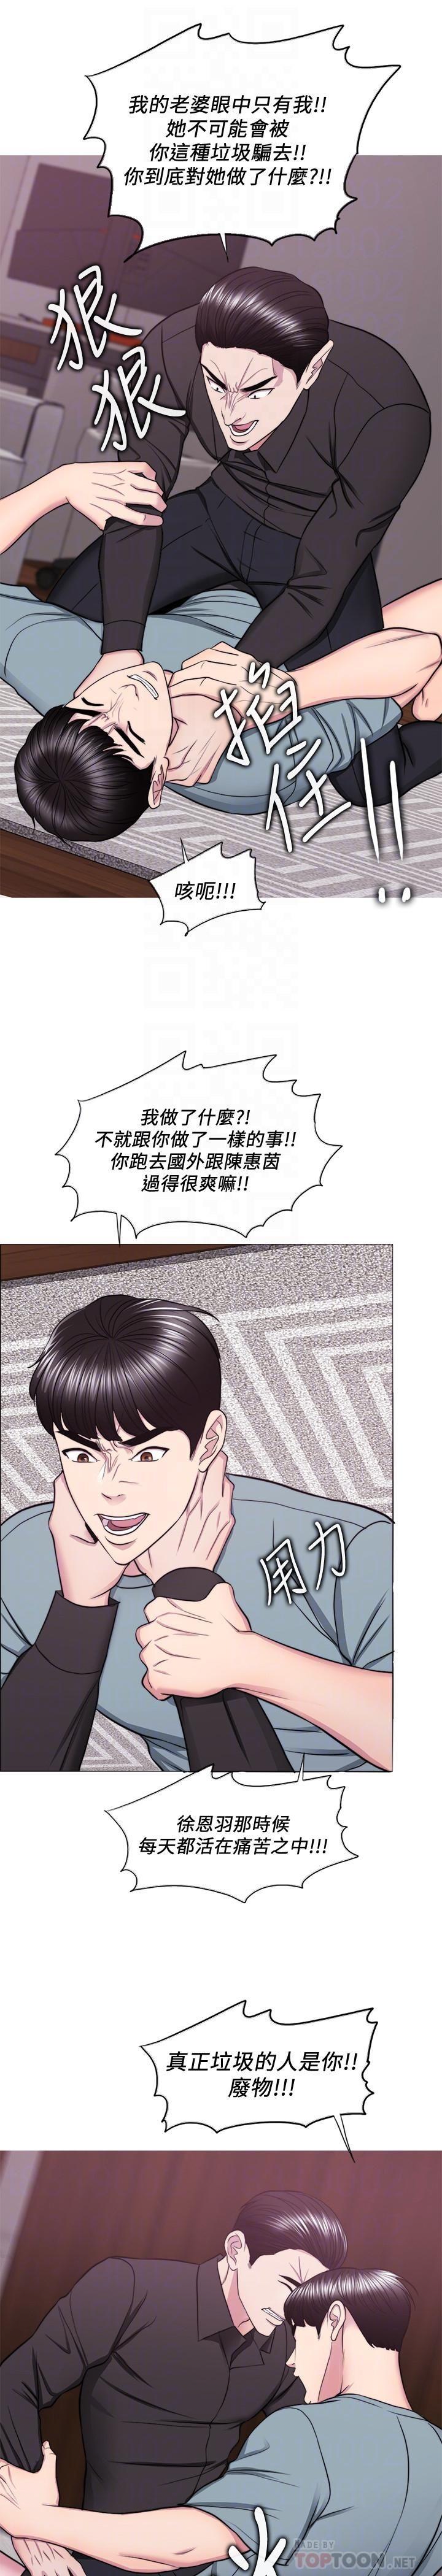 我的老婆眼中只有我!!
她不可能會被
你這種垃圾騙去!!
你到底對她做了什麼?!!
狠
狠
掐
住
!!
咳呃!!!
我做了什麼?!
不就跟你做了一樣的事!!
你跑去國外跟陳惠茵
過得很爽嘛!!
用力
徐恩羽那時候
每天都活在痛苦之中!!!
真正垃圾的人是你!!
廢物!!!
MADE BY
TOPTOON.NET